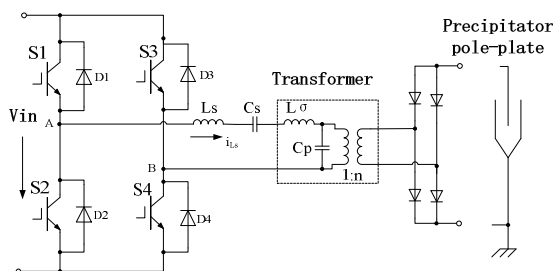 Precipitator
pole-plate
S1
D1
S3
D3
Transformer
Vin
A
Ls
Cs
Lσ
iLs
Cp
B
1:n
S2
D2
S4
D4